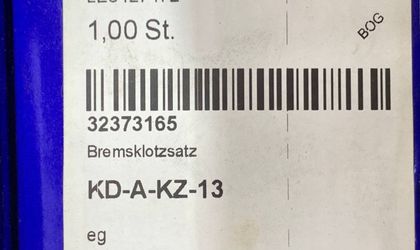 1,00 St.
BOG
32373165
Bremsklotzsatz
KD-A-KZ-13
eg